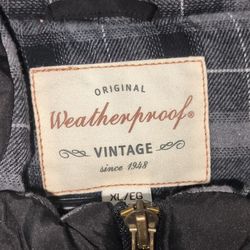 ORIGINAL
Weatherproof®
VINTAGE
since 1948
XL/EG